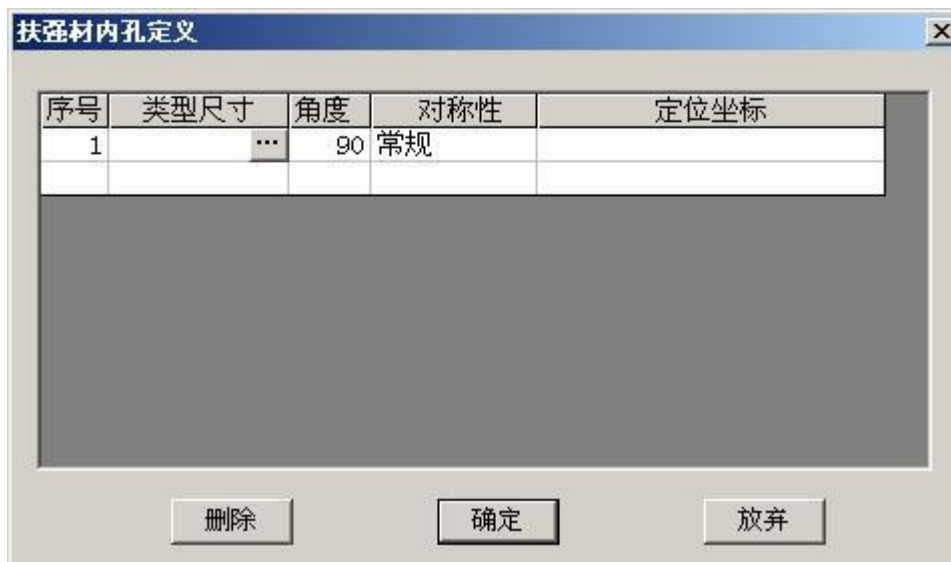 扶强材内孔定义
序号 类型尺寸 角度 对称性 定位坐标
1 ... 90 常规
删除 确定 放弃